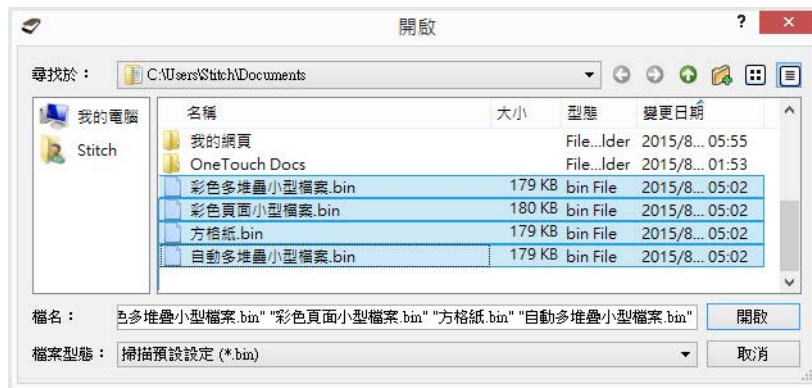 開啟
?
×
尋找於：
C:\Users\Stitch\Documents
我的電腦
Stitch
名稱 大小 型態 變更日期
我的網頁 File...lder 2015/8... 05:55
OneTouch Docs File...lder 2015/8... 01:53
彩色多堆疊小型檔案.bin 179 KB bin File 2015/8... 05:02
彩色頁面小型檔案.bin 180 KB bin File 2015/8... 05:02
方格紙.bin 179 KB bin File 2015/8... 05:02
自動多堆疊小型檔案.bin 179 KB bin File 2015/8... 05:02
檔名： 色多堆疊小型檔案.bin" "彩色頁面小型檔案.bin" "方格紙.bin" "自動多堆疊小型檔案.bin" 開啟
檔案型態： 掃描預設設定 (*.bin) 取消